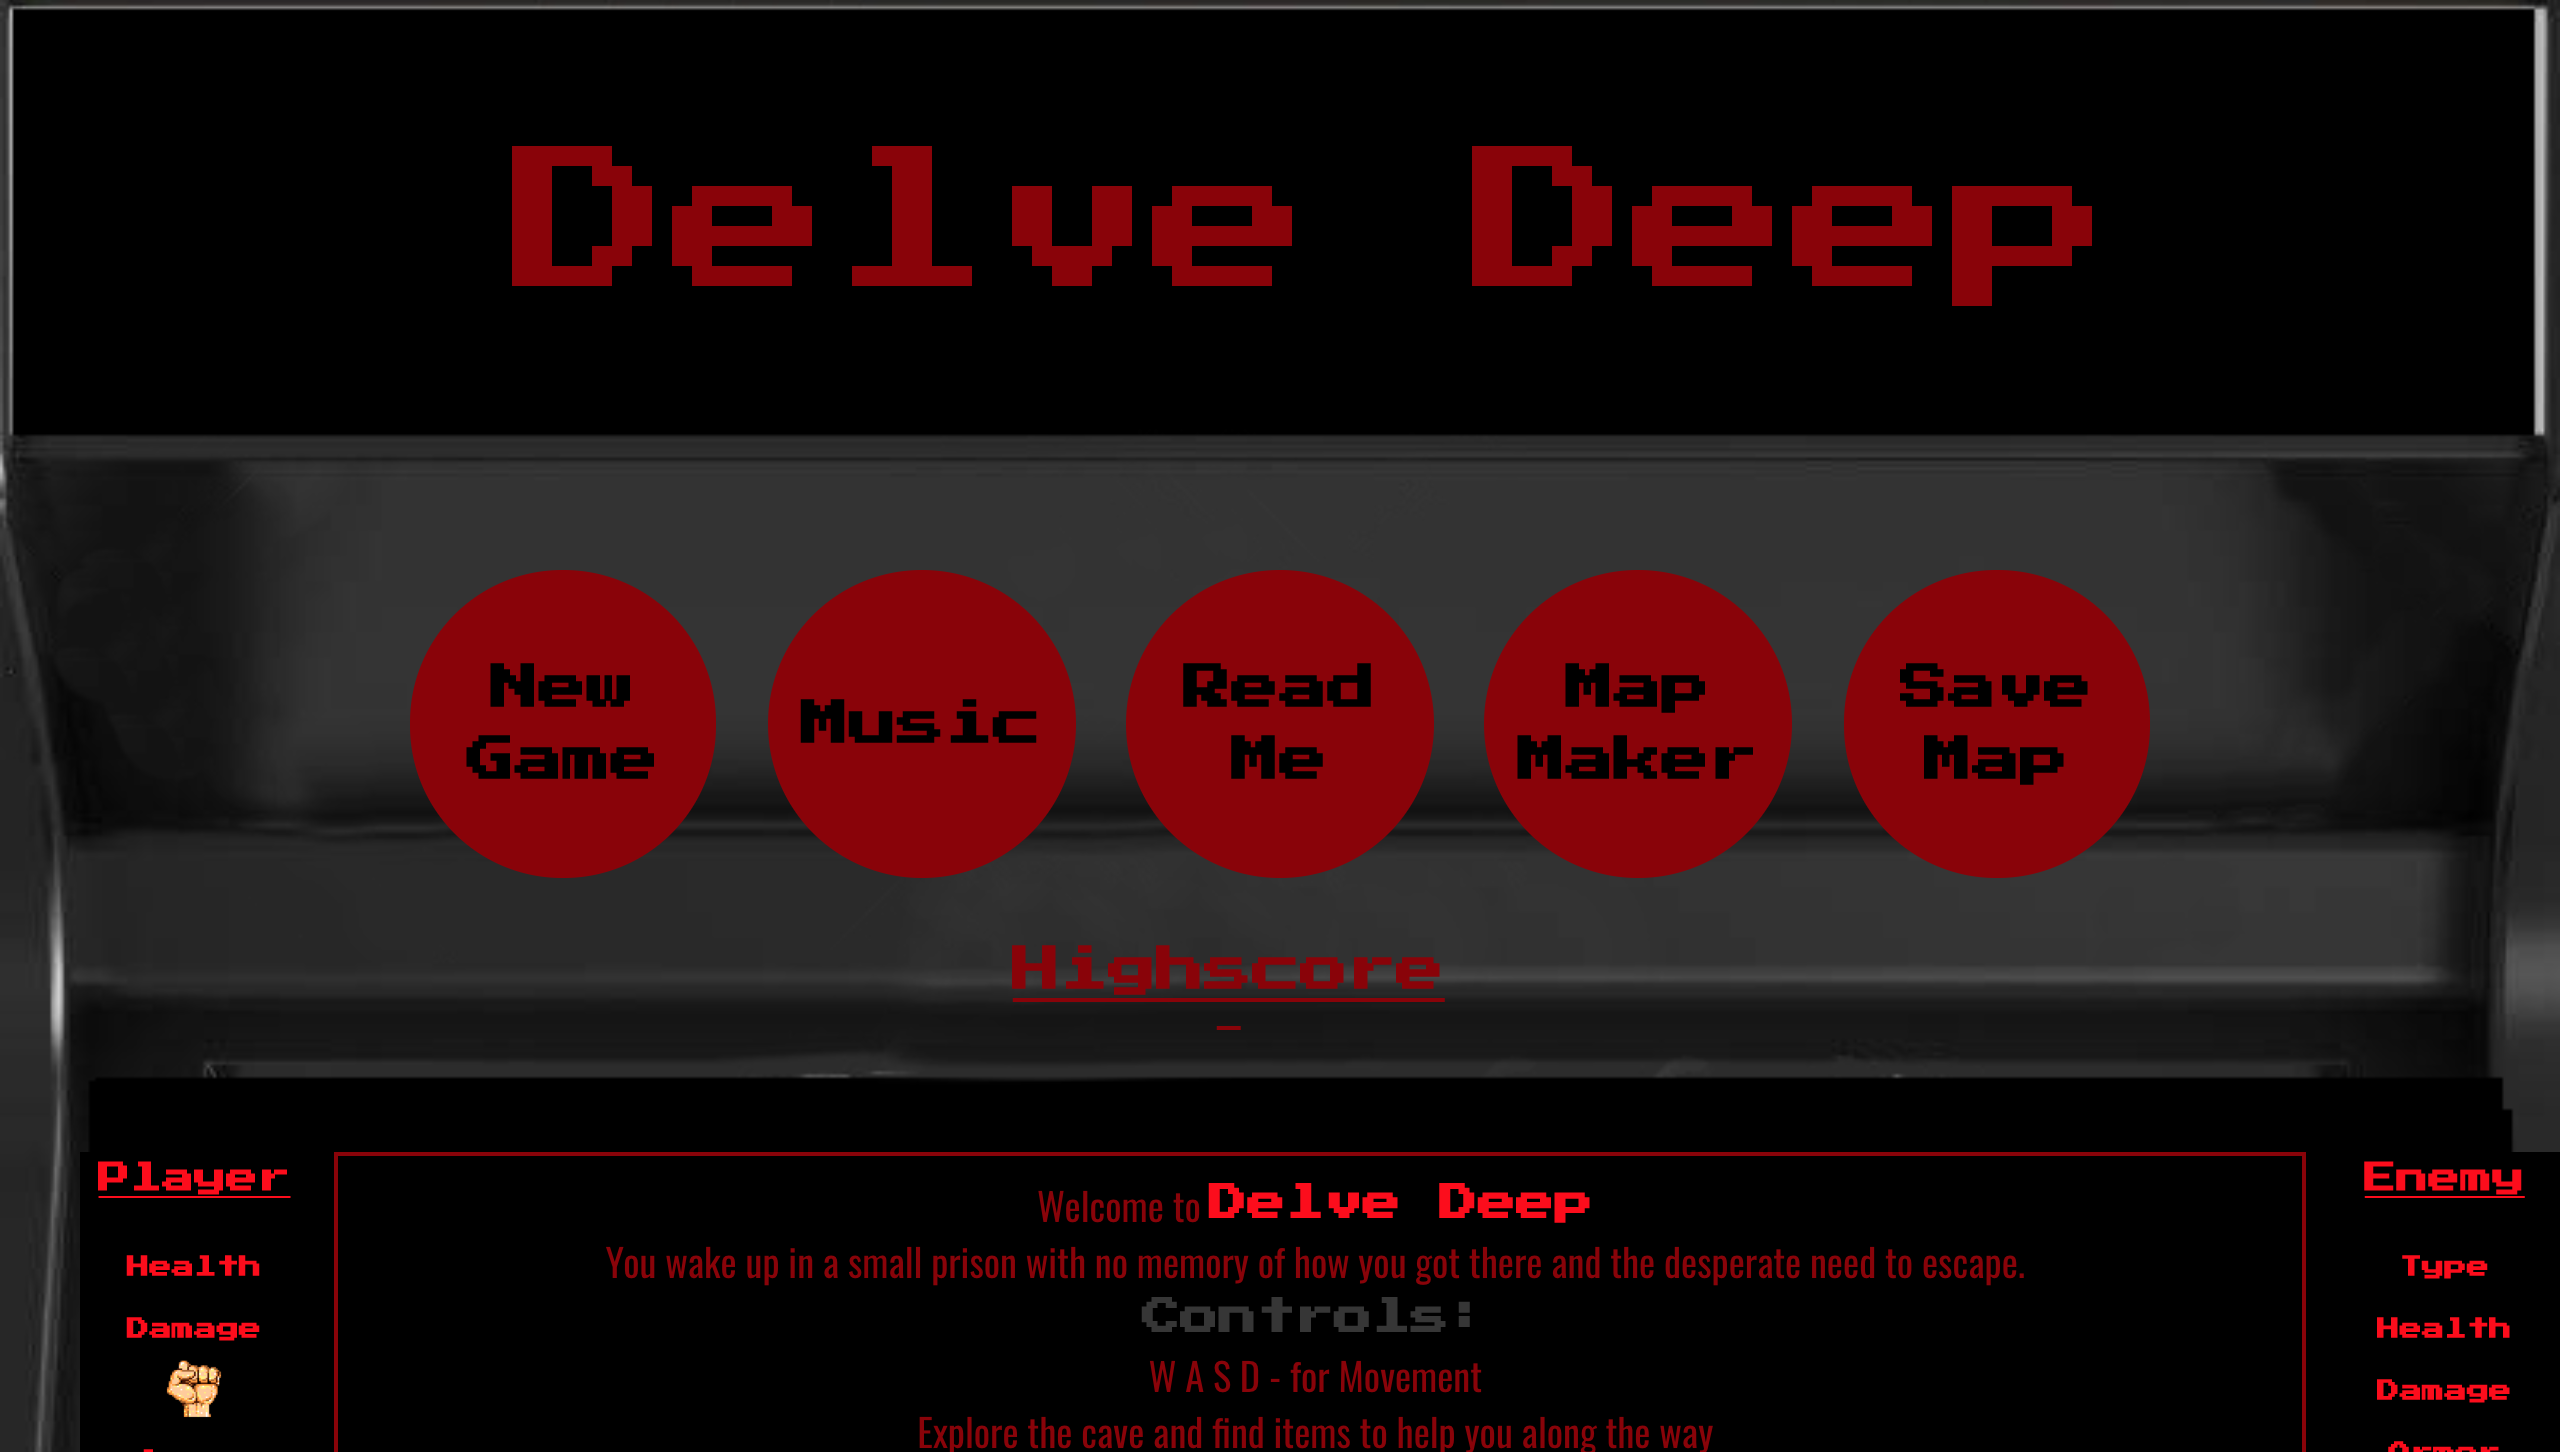 Delve Deep
New Game
Music
Read Me
Map Maker
Save Map
Highscore
-
Player
Health
Damage
Welcome to Delve Deep
You wake up in a small prison with no memory of how you got there and the desperate need to escape.
Controls:
W A S D - for Movement
Explore the cave and find items to help you along the way
Enemy
Type
Health
Damage
Armor